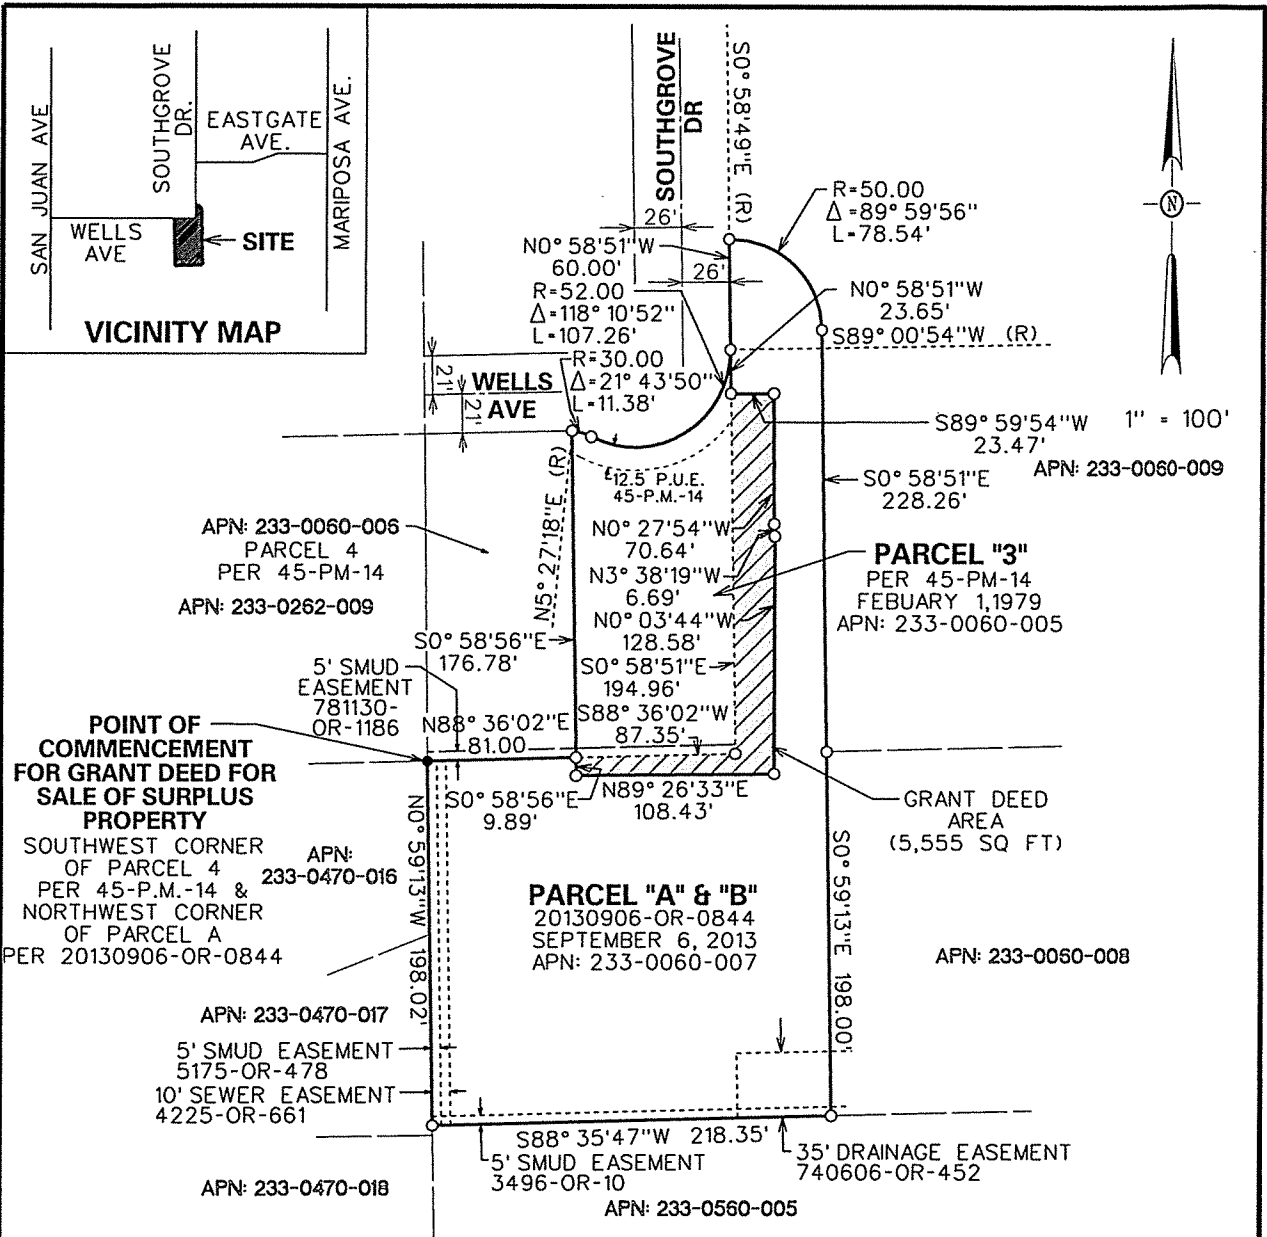 SAN JUAN AVE
SOUTHGROVE
DR.
EASTGATE
AVE.
MARIPOSA AVE.
WELLS
AVE
SITE
VICINITY MAP
SOUTHGROVE
DR
S0°58'49"E (R)
26'
26'
R=50.00
Δ=89°59'56"
L=78.54'
N0°58'51"W
60.00'
R=52.00
Δ=118°10'52"
L=107.26'
R=30.00
Δ=21°43'50"
L=11.38'
N0°58'51"W
23.65'
S89°00'54"W (R)
N
1" = 100'
21'
21'
WELLS
AVE
S89°59'54"W
23.47'
APN: 233-0060-009
S0°58'51"E
228.26'
12.5 P.U.E.
45-P.M.-14
N5°27'18"E (R)
APN: 233-0060-006
PARCEL 4
PER 45-PM-14
APN: 233-0262-009
N0°27'54"W
70.64'
N3°38'19"W
6.69'
N0°03'44"W
128.58'
S0°58'51"E
194.96'
S88°36'02"W
87.35'
PARCEL "3"
PER 45-PM-14
FEBUARY 1,1979
APN: 233-0060-005
S0°58'56"E
176.78'
5' SMUD
EASEMENT
781130-
OR-1186
N88°36'02"E
81.00
POINT OF
COMMENCEMENT
FOR GRANT DEED FOR
SALE OF SURPLUS
PROPERTY
SOUTHWEST CORNER
OF PARCEL 4
PER 45-P.M.-14 &
NORTHWEST CORNER
OF PARCEL A
PER 20130906-OR-0844
S0°58'56"E
9.89'
N89°26'33"E
108.43'
GRANT DEED
AREA
(5,555 SQ FT)
APN:
233-0470-016
N0°59'13"W 198.02'
PARCEL "A" & "B"
20130906-OR-0844
SEPTEMBER 6, 2013
APN: 233-0060-007
S0°59'13"E 198.00'
APN: 233-0060-008
APN: 233-0470-017
5' SMUD EASEMENT
5175-OR-478
10' SEWER EASEMENT
4225-OR-661
S88°35'47"W 218.35'
5' SMUD EASEMENT
3496-OR-10
35' DRAINAGE EASEMENT
740606-OR-452
APN: 233-0470-018
APN: 233-0560-005